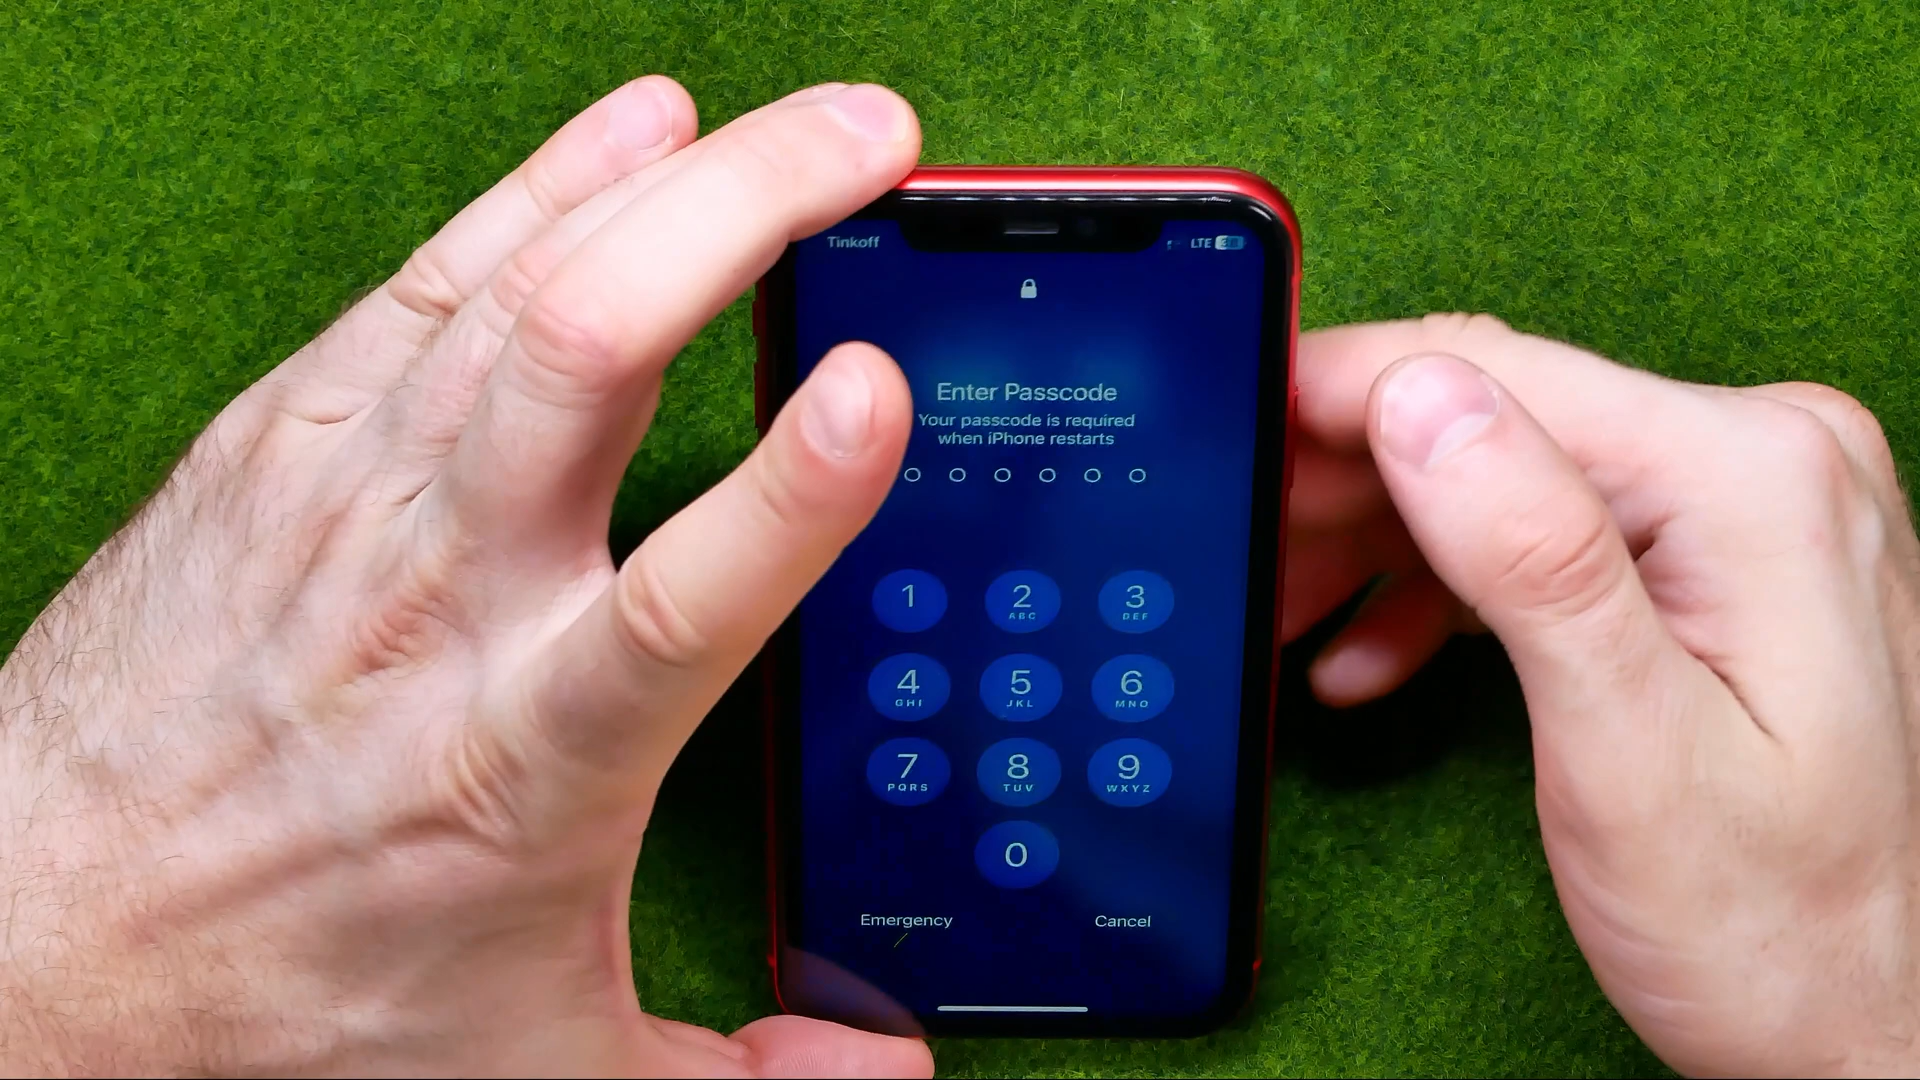 Tinkoff LTE
Enter Passcode
Your passcode is required
when iPhone restarts
1 2 3
ABC DEF
4 5 6
GHI JKL MNO
7 8 9
PQRS TUV WXYZ
0
Emergency Cancel